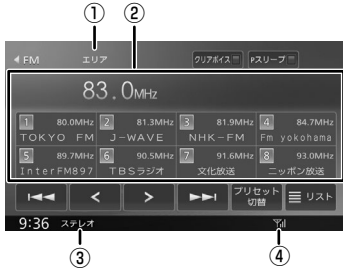 ① ②
FM エリア クリアボイス Pスリープ
83.0MHz
1 80.0MHz 2 81.3MHz 3 81.9MHz 4 84.7MHz
TOKYO FM J-WAVE NHK-FM Fm yokohama
5 89.7MHz 6 90.5MHz 7 91.6MHz 8 93.0MHz
InterFM897 TBSラジオ 文化放送 ニッポン放送
プリセット
切替
リスト
9:36 ステレオ
③ ④